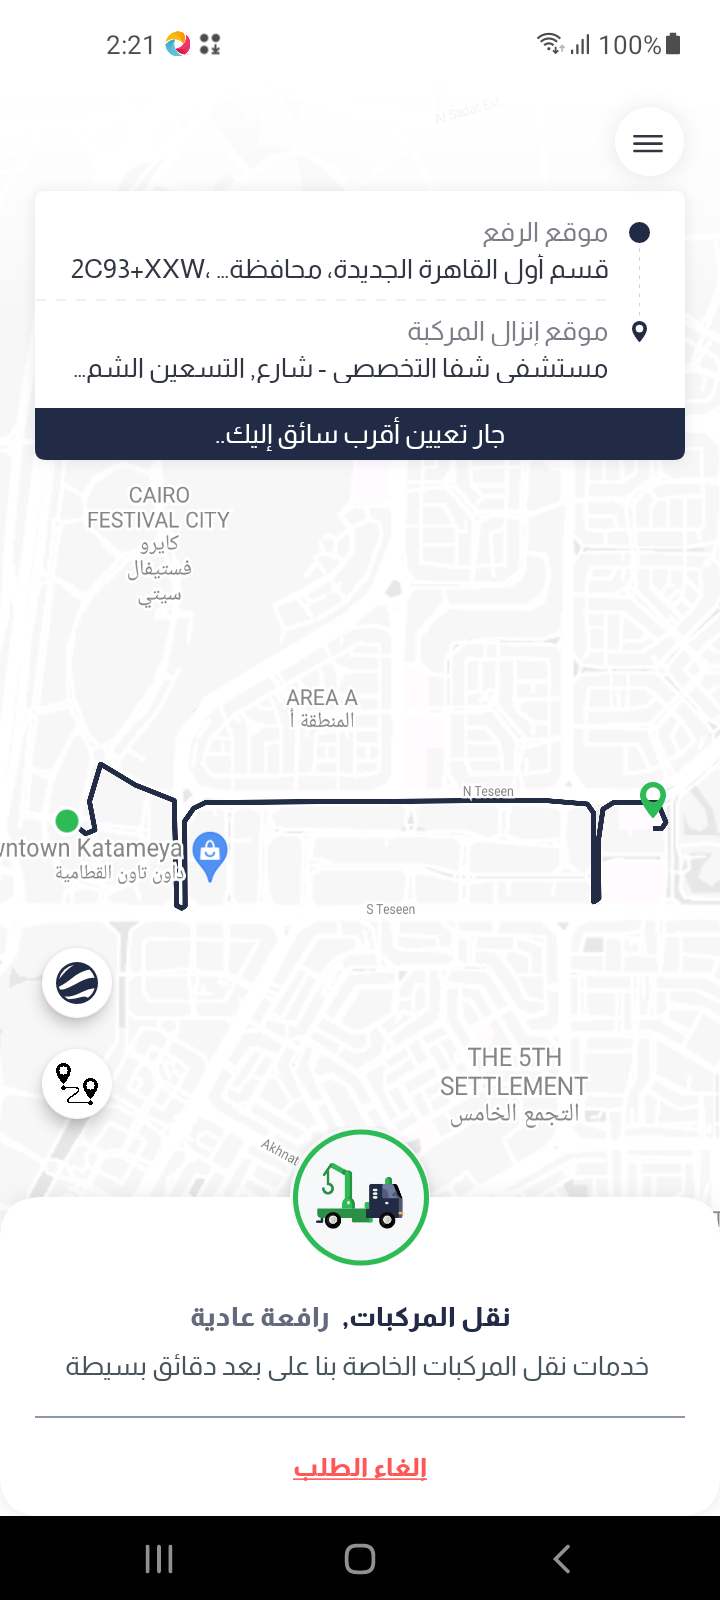 2:21
100%
Al Sadat Ext
موقع الرفع
2C93+XXW، قسم أول القاهرة الجديدة، محافظة...
موقع إنزال المركبة
مستشفى شفا التخصصى - شارع, التسعين الشم...
جار تعيين أقرب سائق إليك..
CAIRO
FESTIVAL CITY
كايرو
فستيفال
سيتي
AREA A
المنطقة أ
N Teseen
wntown Katameya
داون تاون القطامية
S Teseen
THE 5TH
SETTLEMENT
التجمع الخامس
Akhnat
نقل المركبات, رافعة عادية
خدمات نقل المركبات الخاصة بنا على بعد دقائق بسيطة
إلغاء الطلب